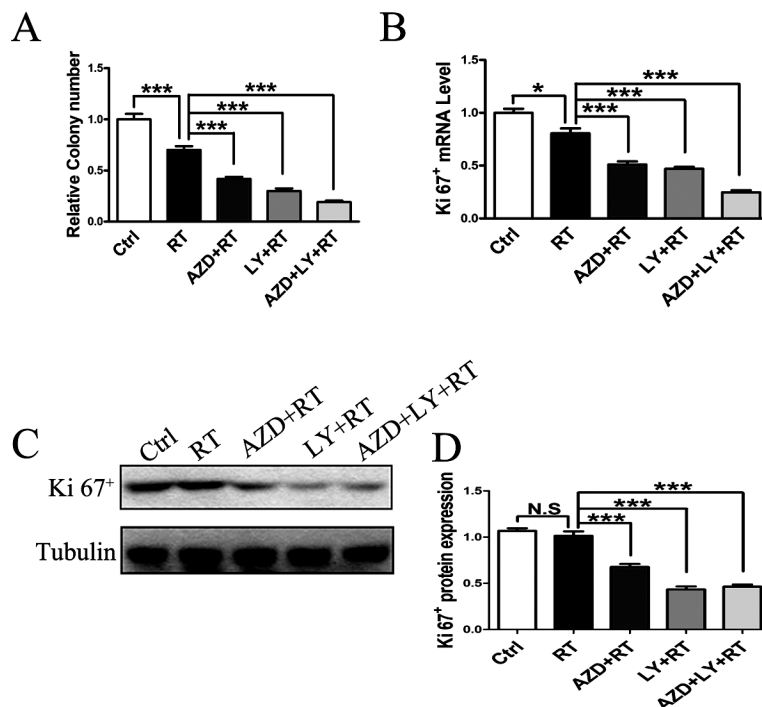 A
Relative Colony number
1.5
1.0
0.5
0.0
***
***
***
***
Ctrl
RT
AZD+RT
LY+RT
AZD+LY+RT
B
Ki 67⁺ mRNA Level
1.5
1.0
0.5
0.0
*
***
***
***
Ctrl
RT
AZD+RT
LY+RT
AZD+LY+RT
C
Ctrl
RT
AZD+RT
LY+RT
AZD+LY+RT
Ki 67⁺
Tubulin
D
Ki 67⁺ protein expression
1.5
1.0
0.5
0.0
N.S
***
***
***
Ctrl
RT
AZD+RT
LY+RT
AZD+LY+RT